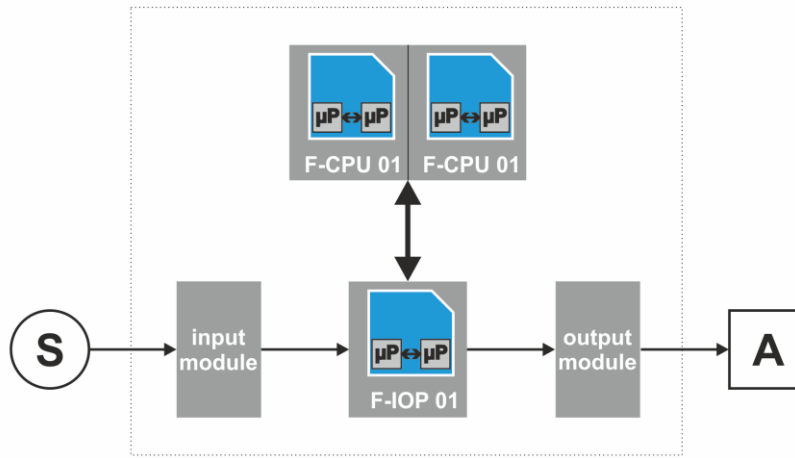 µP µP µP µP
F-CPU 01 F-CPU 01
S input module µP µP output module A
F-IOP 01